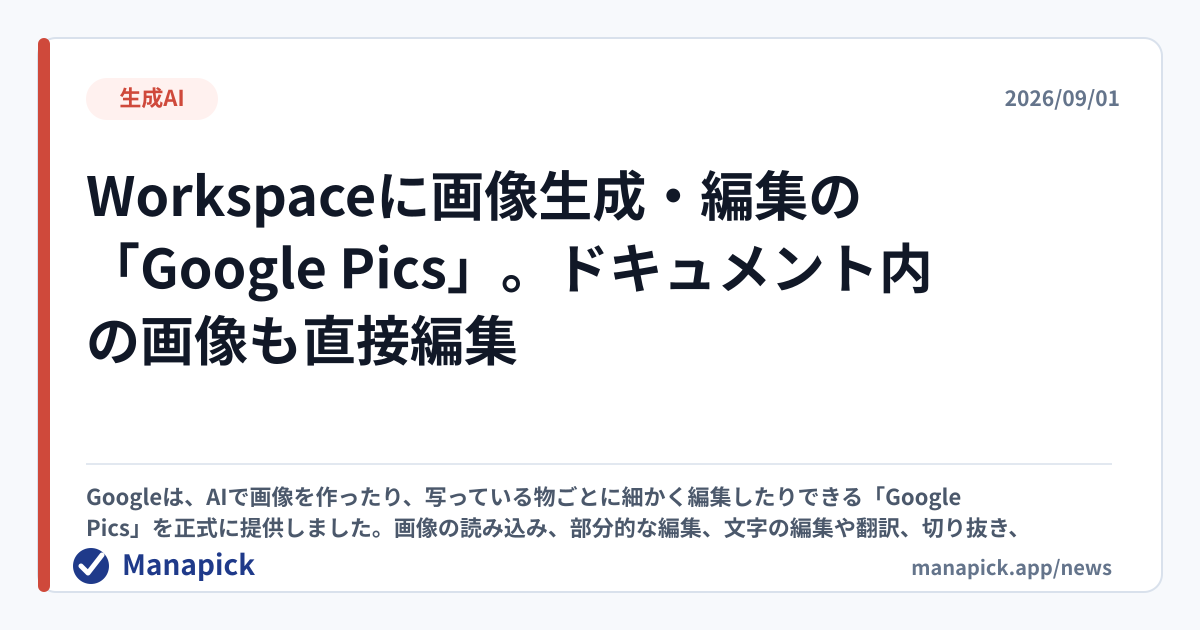 生成AI
2026/09/01
Workspaceに画像生成・編集の
「Google Pics」。ドキュメント内
の画像も直接編集
Googleは、AIで画像を作ったり、写っている物ごとに細かく編集したりできる「Google
Pics」を正式に提供しました。画像の読み込み、部分的な編集、文字の編集や翻訳、切り抜き、
Manapick
manapick.app/news